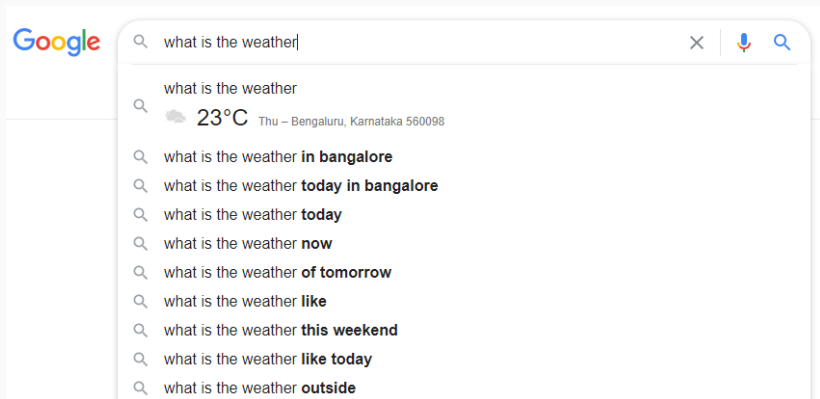 Google
what is the weather
what is the weather
23°C Thu – Bengaluru, Karnataka 560098
what is the weather in bangalore
what is the weather today in bangalore
what is the weather today
what is the weather now
what is the weather of tomorrow
what is the weather like
what is the weather this weekend
what is the weather like today
what is the weather outside